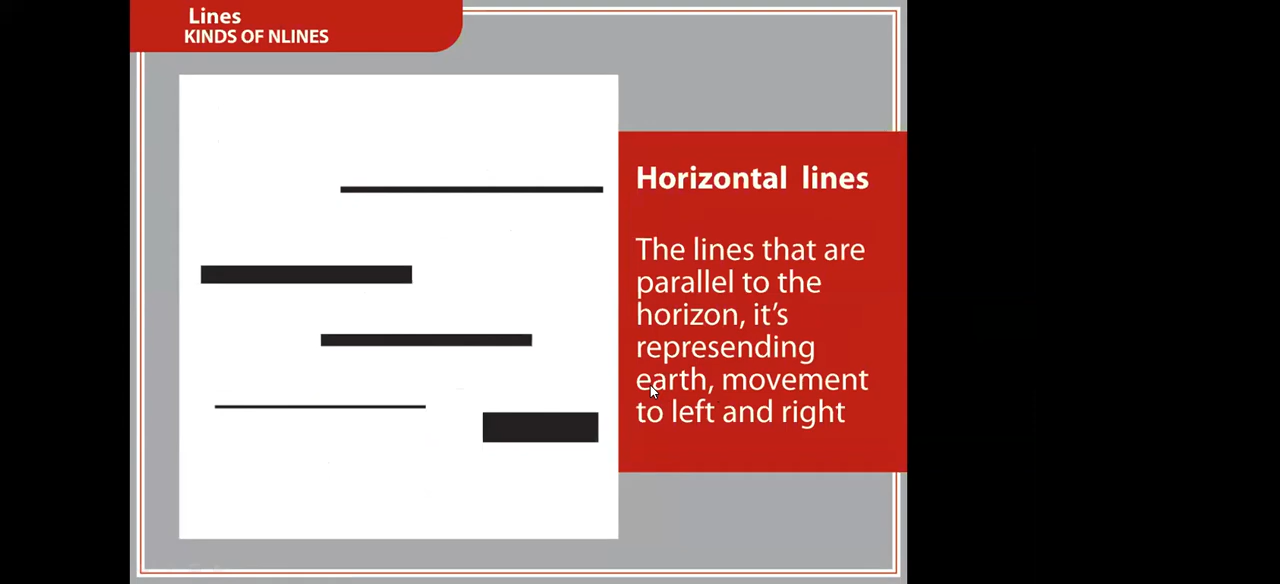 Lines
KINDS OF NLINES
Horizontal lines
The lines that are
parallel to the
horizon, it's
represending
earth, movement
to left and right